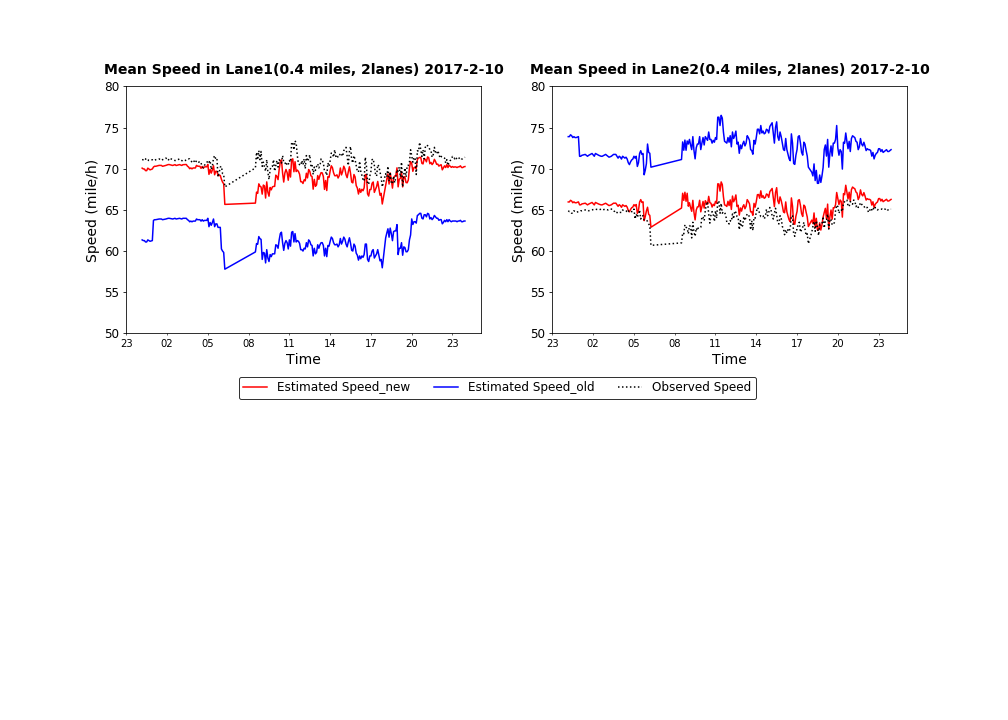 Mean Speed in Lane1(0.4 miles, 2lanes) 2017-2-10
80
75
70
65
60
55
50
Speed (mile/h)
23 02 05 08 11 14 17 20 23
Time
Mean Speed in Lane2(0.4 miles, 2lanes) 2017-2-10
80
75
70
65
60
55
50
Speed (mile/h)
23 02 05 08 11 14 17 20 23
Time
Estimated Speed_new Estimated Speed_old Observed Speed